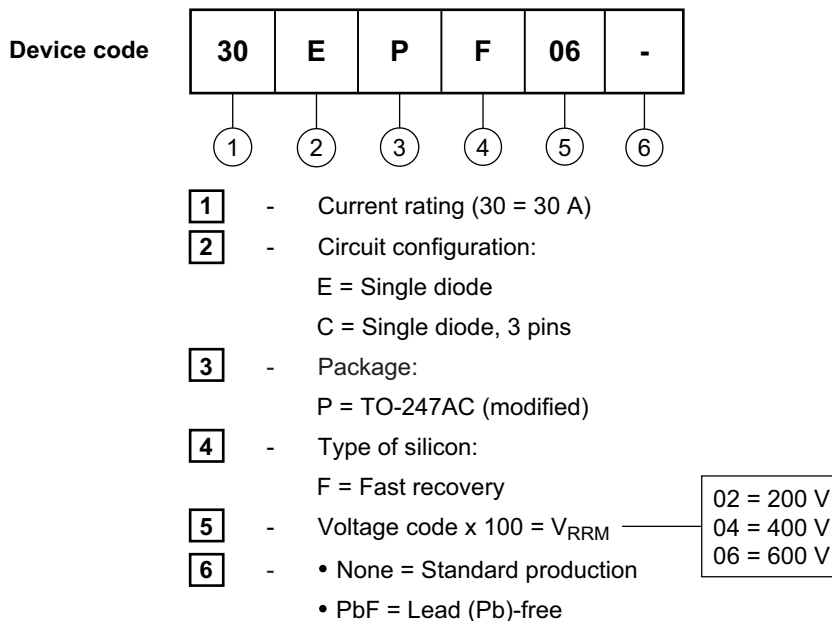 Device code 30 E P F 06 -
1 2 3 4 5 6
1 - Current rating (30 = 30 A)
2 - Circuit configuration:
E = Single diode
C = Single diode, 3 pins
3 - Package:
P = TO-247AC (modified)
4 - Type of silicon:
F = Fast recovery
5 - Voltage code x 100 = VRRM
02 = 200 V
04 = 400 V
06 = 600 V
6 - • None = Standard production
• PbF = Lead (Pb)-free